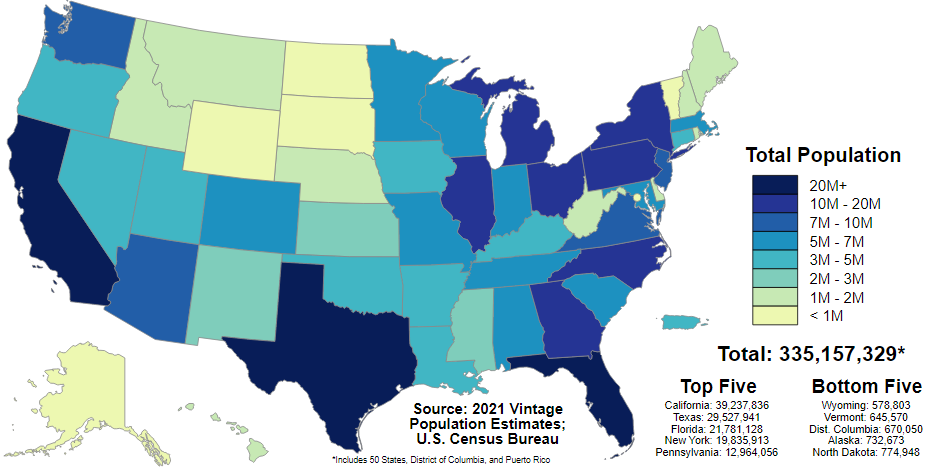 Total Population
20M+
10M - 20M
7M - 10M
5M - 7M
3M - 5M
2M - 3M
1M - 2M
< 1M
Total: 335,157,329*
Top Five
California: 39,237,836
Texas: 29,527,941
Florida: 21,781,128
New York: 19,835,913
Pennsylvania: 12,964,056
Bottom Five
Wyoming: 578,803
Vermont: 645,570
Dist. Columbia: 670,050
Alaska: 732,673
North Dakota: 774,948
Source: 2021 Vintage
Population Estimates;
U.S. Census Bureau
*Includes 50 States, District of Columbia, and Puerto Rico